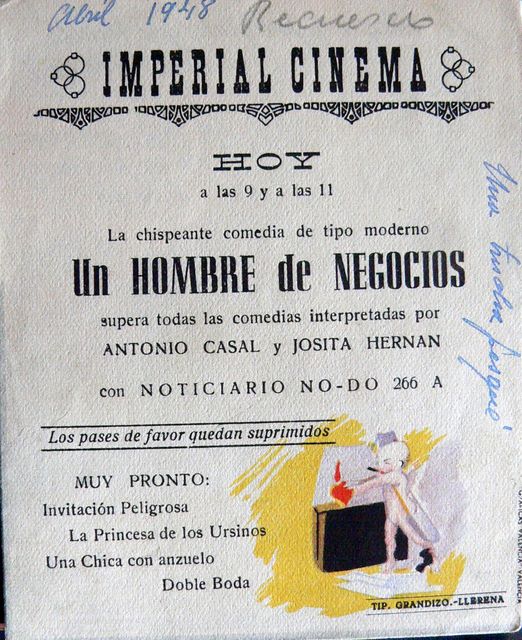 abril 1948
IMPERIAL CINEMA
HOY
a las 9 y a las 11
La chispeante comedia de tipo moderno
Un HOMBRE de NEGOCIOS
supera todas las comedias interpretadas por
ANTONIO CASAL y JOSITA HERNAN
con NOTICIARIO NO-DO 266 A
Los pases de favor quedan suprimidos
MUY PRONTO:
Invitación Peligrosa
La Princesa de los Ursinos
Una Chica con anzuelo
Doble Boda
TIP. GRANDIZO.-LLERENA